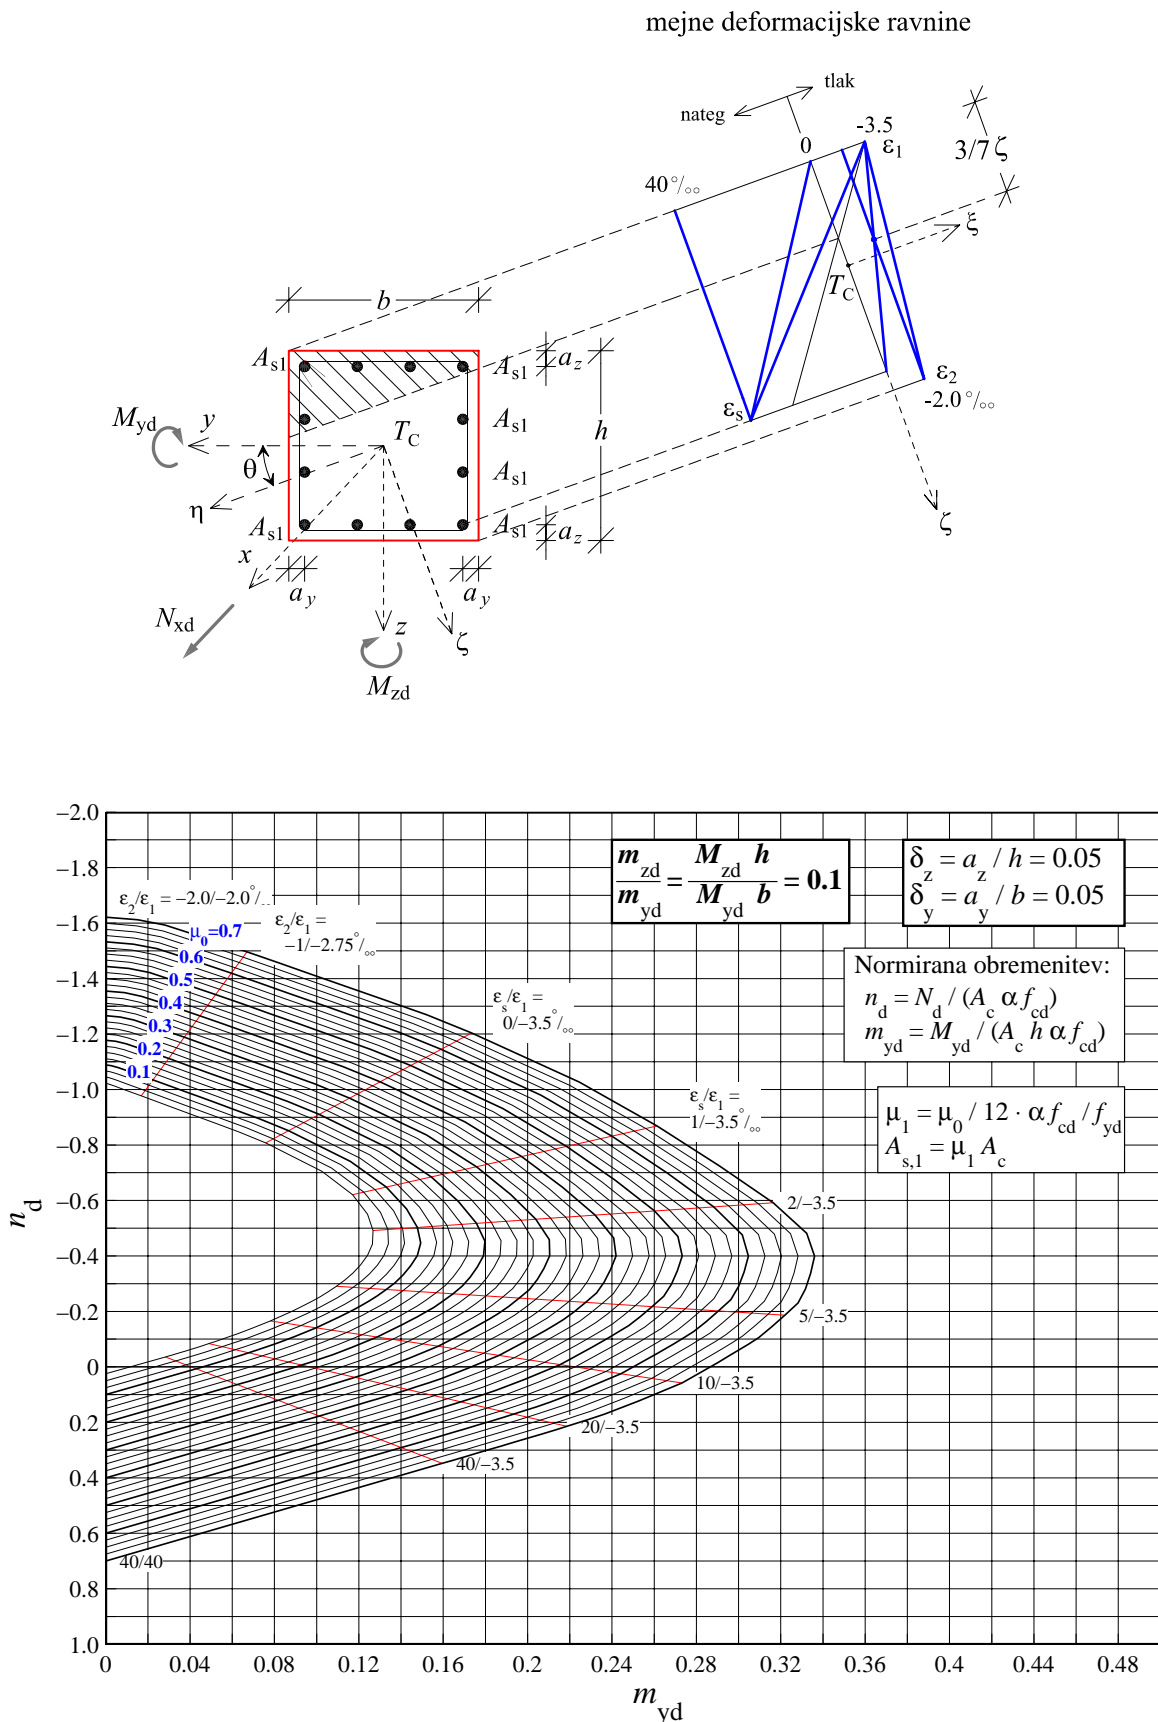 mejne deformacijske ravnine
tlak
nateg
0
-3.5
ε1
3/7 ζ
40 °/oo
ξ
TC
b
As1
As1
az
Myd
y
TC
As1
h
εs
ε2
-2.0 °/oo
θ
As1
η
As1
As1
az
ζ
x
ay
ay
Nxd
z
ζ
Mzd
−2.0
−1.8
−1.6
−1.4
−1.2
−1.0
−0.8
−0.6
−0.4
−0.2
0
0.2
0.4
0.6
0.8
1.0
nd
mzd / myd = Mzd h / Myd b = 0.1
δz = az / h = 0.05
δy = ay / b = 0.05
ε2/ε1 = −2.0/−2.0°/oo
ε2/ε1 =
−1/−2.75°/oo
μ0=0.7
0.6
0.5
0.4
0.3
0.2
0.1
Normirana obremenitev:
nd = Nd / (Ac α fcd)
myd = Myd / (Ac h α fcd)
εs/ε1 =
0/−3.5°/oo
εs/ε1 =
1/−3.5°/oo
μ1 = μ0 / 12 · α fcd / fyd
As,1 = μ1 Ac
2/−3.5
5/−3.5
10/−3.5
20/−3.5
40/−3.5
40/40
0 0.04 0.08 0.12 0.16 0.2 0.24 0.28 0.32 0.36 0.4 0.44 0.48
myd